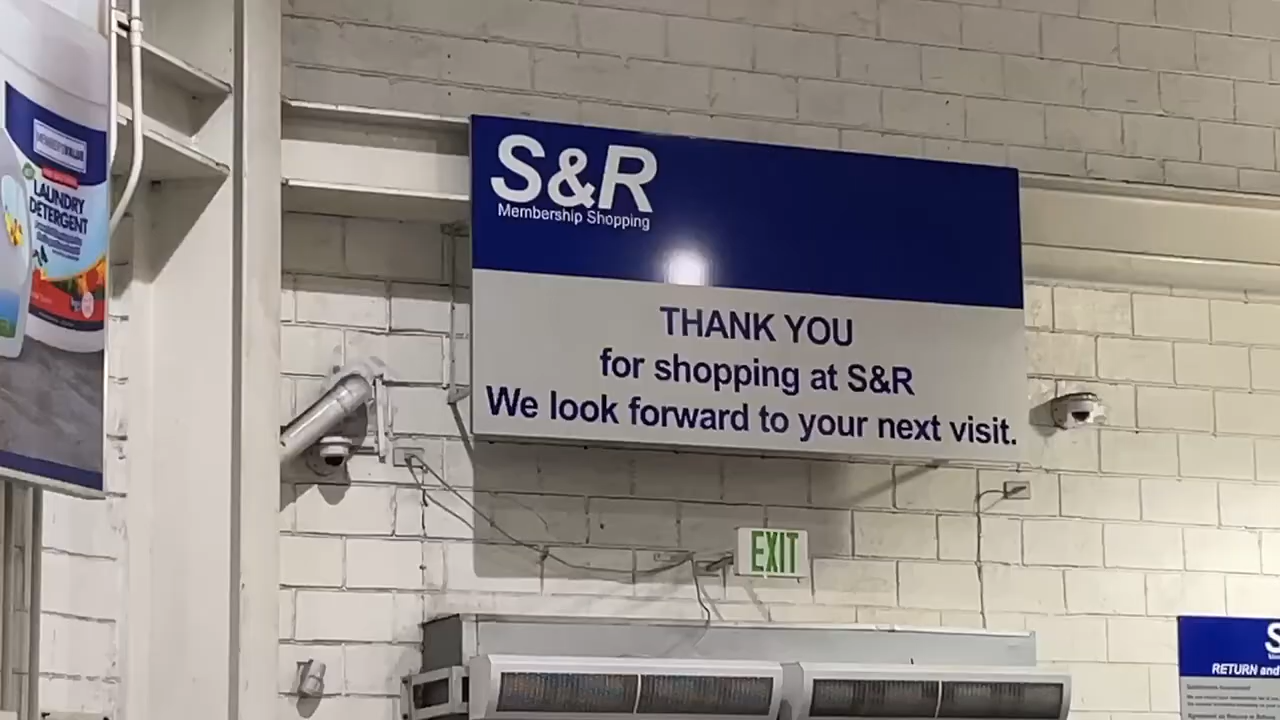 LAUNDRY
DETERGENT
S&R
Membership Shopping
THANK YOU
for shopping at S&R
We look forward to your next visit.
EXIT
S
RETURN and